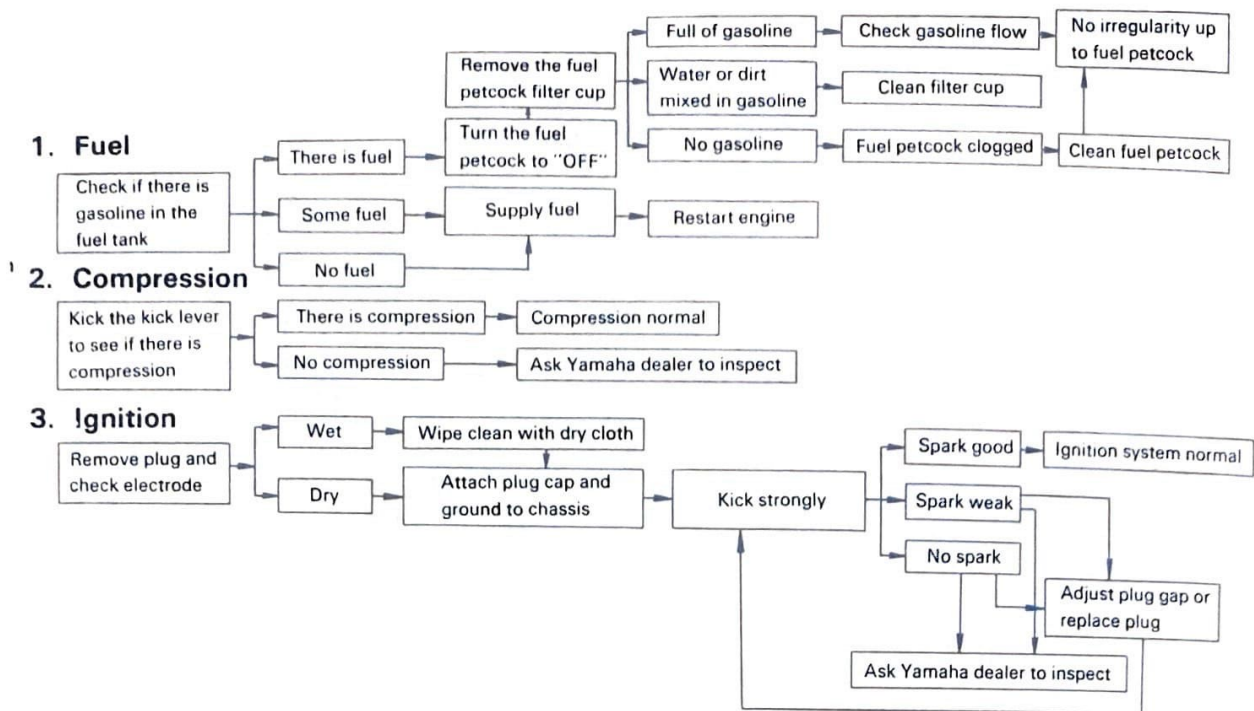 1. Fuel
Check if there is
gasoline in the
fuel tank
There is fuel
Some fuel
No fuel
Turn the fuel
petcock to "OFF"
Supply fuel
Restart engine
Remove the fuel
petcock filter cup
Full of gasoline
Check gasoline flow
No irregularity up
to fuel petcock
Water or dirt
mixed in gasoline
Clean filter cup
No gasoline
Fuel petcock clogged
Clean fuel petcock
2. Compression
Kick the kick lever
to see if there is
compression
There is compression
Compression normal
No compression
Ask Yamaha dealer to inspect
3. Ignition
Remove plug and
check electrode
Wet
Wipe clean with dry cloth
Dry
Attach plug cap and
ground to chassis
Kick strongly
Spark good
Ignition system normal
Spark weak
No spark
Adjust plug gap or
replace plug
Ask Yamaha dealer to inspect